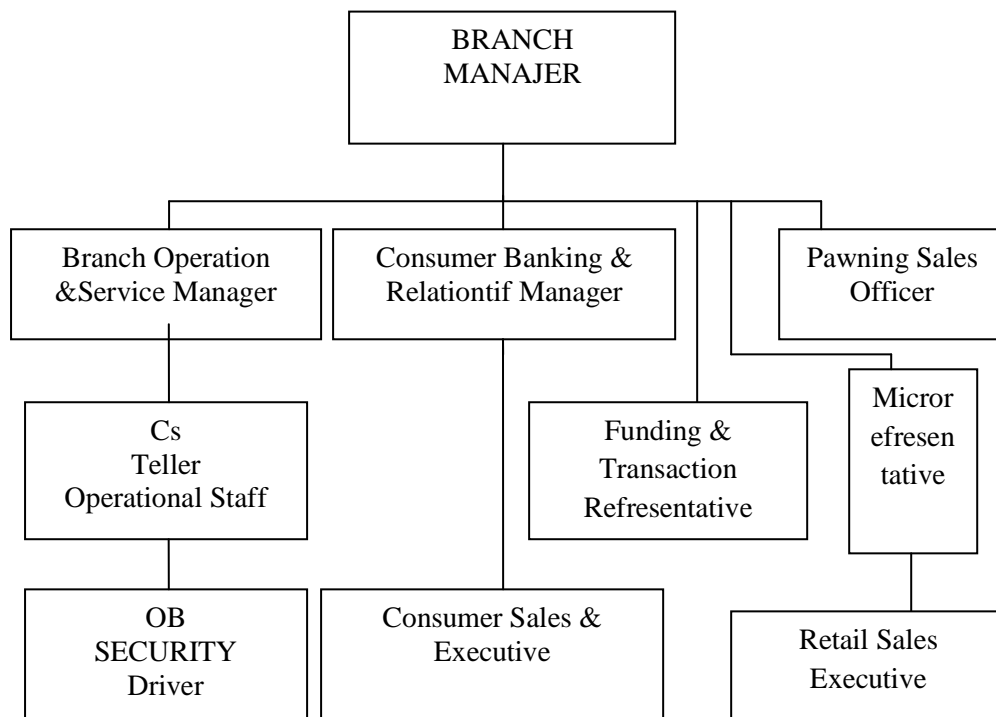 BRANCH
MANAJER
Branch Operation
&Service Manager
Consumer Banking &
Relationtif Manager
Pawning Sales
Officer
Cs
Teller
Operational Staff
Funding &
Transaction
Refresentative
Micror
efresen
tative
OB
SECURITY
Driver
Consumer Sales &
Executive
Retail Sales
Executive